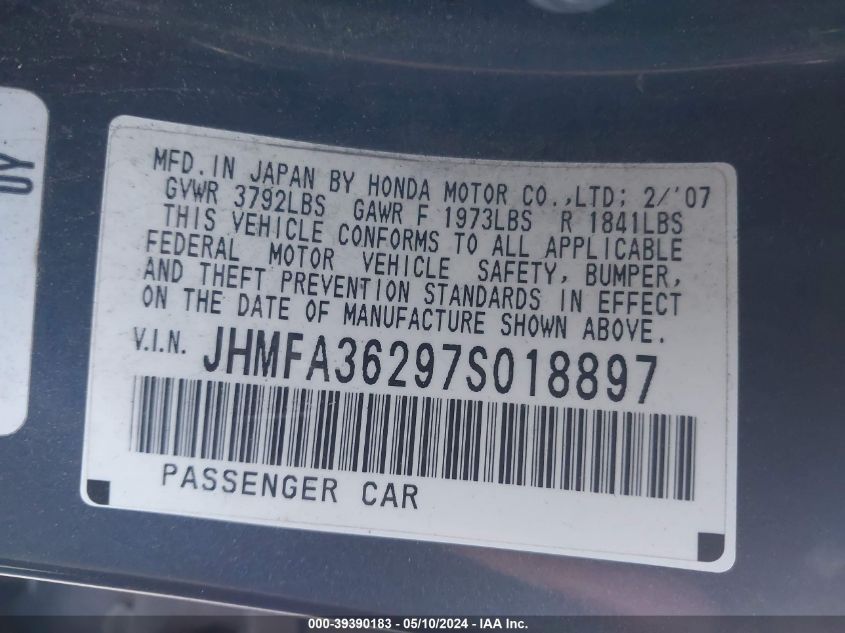 MFD. IN JAPAN BY HONDA MOTOR CO.,LTD; 2/'07
GVWR 3792LBS GAWR F 1973LBS R 1841LBS
THIS VEHICLE CONFORMS TO ALL APPLICABLE
FEDERAL MOTOR VEHICLE SAFETY, BUMPER,
AND THEFT PREVENTION STANDARDS IN EFFECT
ON THE DATE OF MANUFACTURE SHOWN ABOVE.
V.I.N. JHMFA36297S018897
PASSENGER CAR
0Y
000-39390183 - 05/10/2024 - IAA Inc.